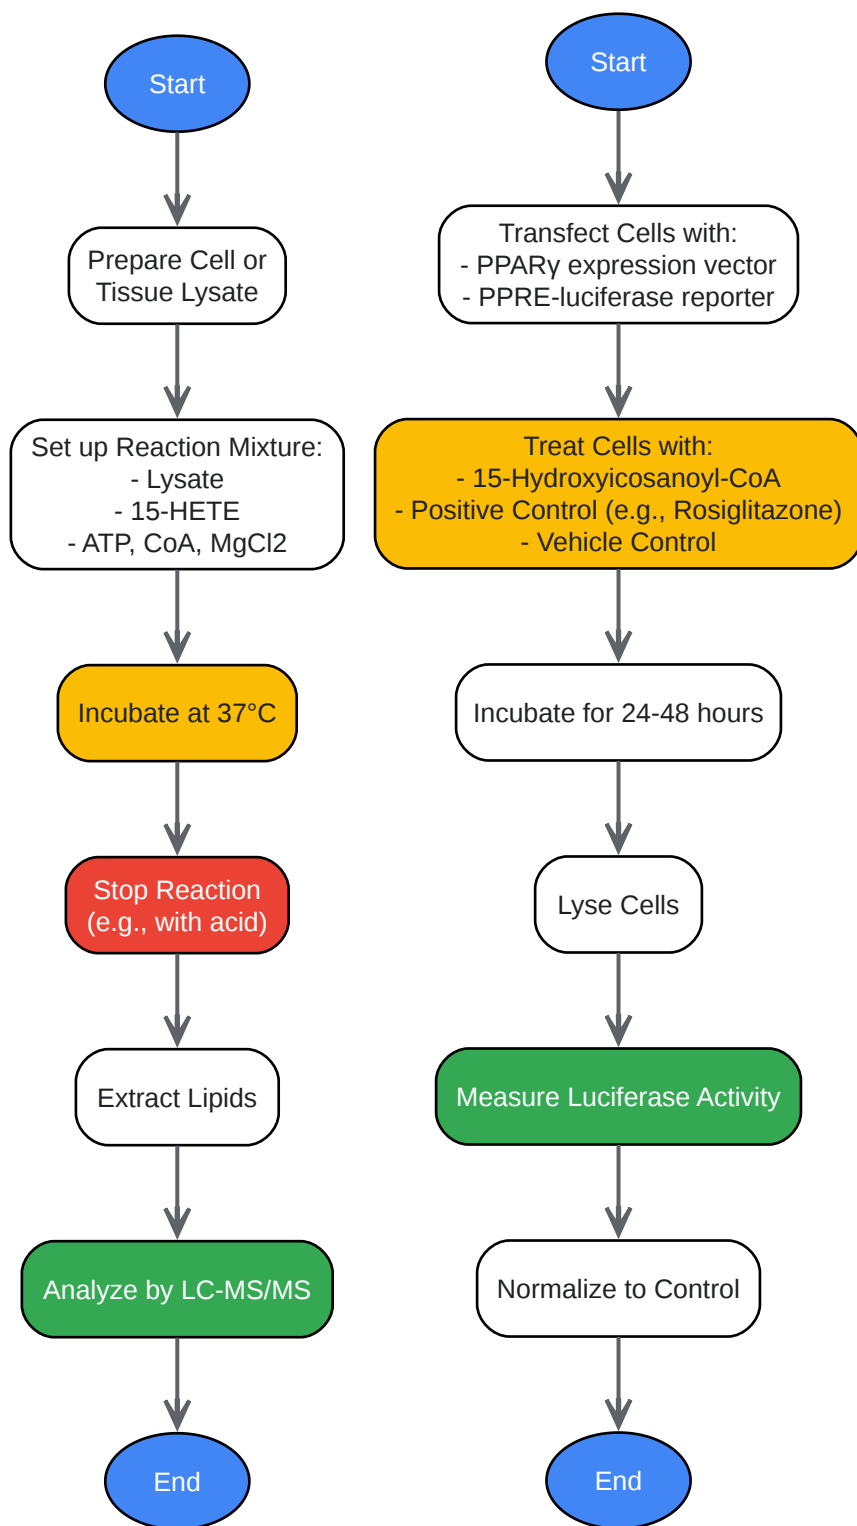 Start
Prepare Cell or
Tissue Lysate
Set up Reaction Mixture:
- Lysate
- 15-HETE
- ATP, CoA, MgCl2
Incubate at 37°C
Stop Reaction
(e.g., with acid)
Extract Lipids
Analyze by LC-MS/MS
End
Start
Transfect Cells with:
- PPARγ expression vector
- PPRE-luciferase reporter
Treat Cells with:
- 15-Hydroxyicosanoyl-CoA
- Positive Control (e.g., Rosiglitazone)
- Vehicle Control
Incubate for 24-48 hours
Lyse Cells
Measure Luciferase Activity
Normalize to Control
End